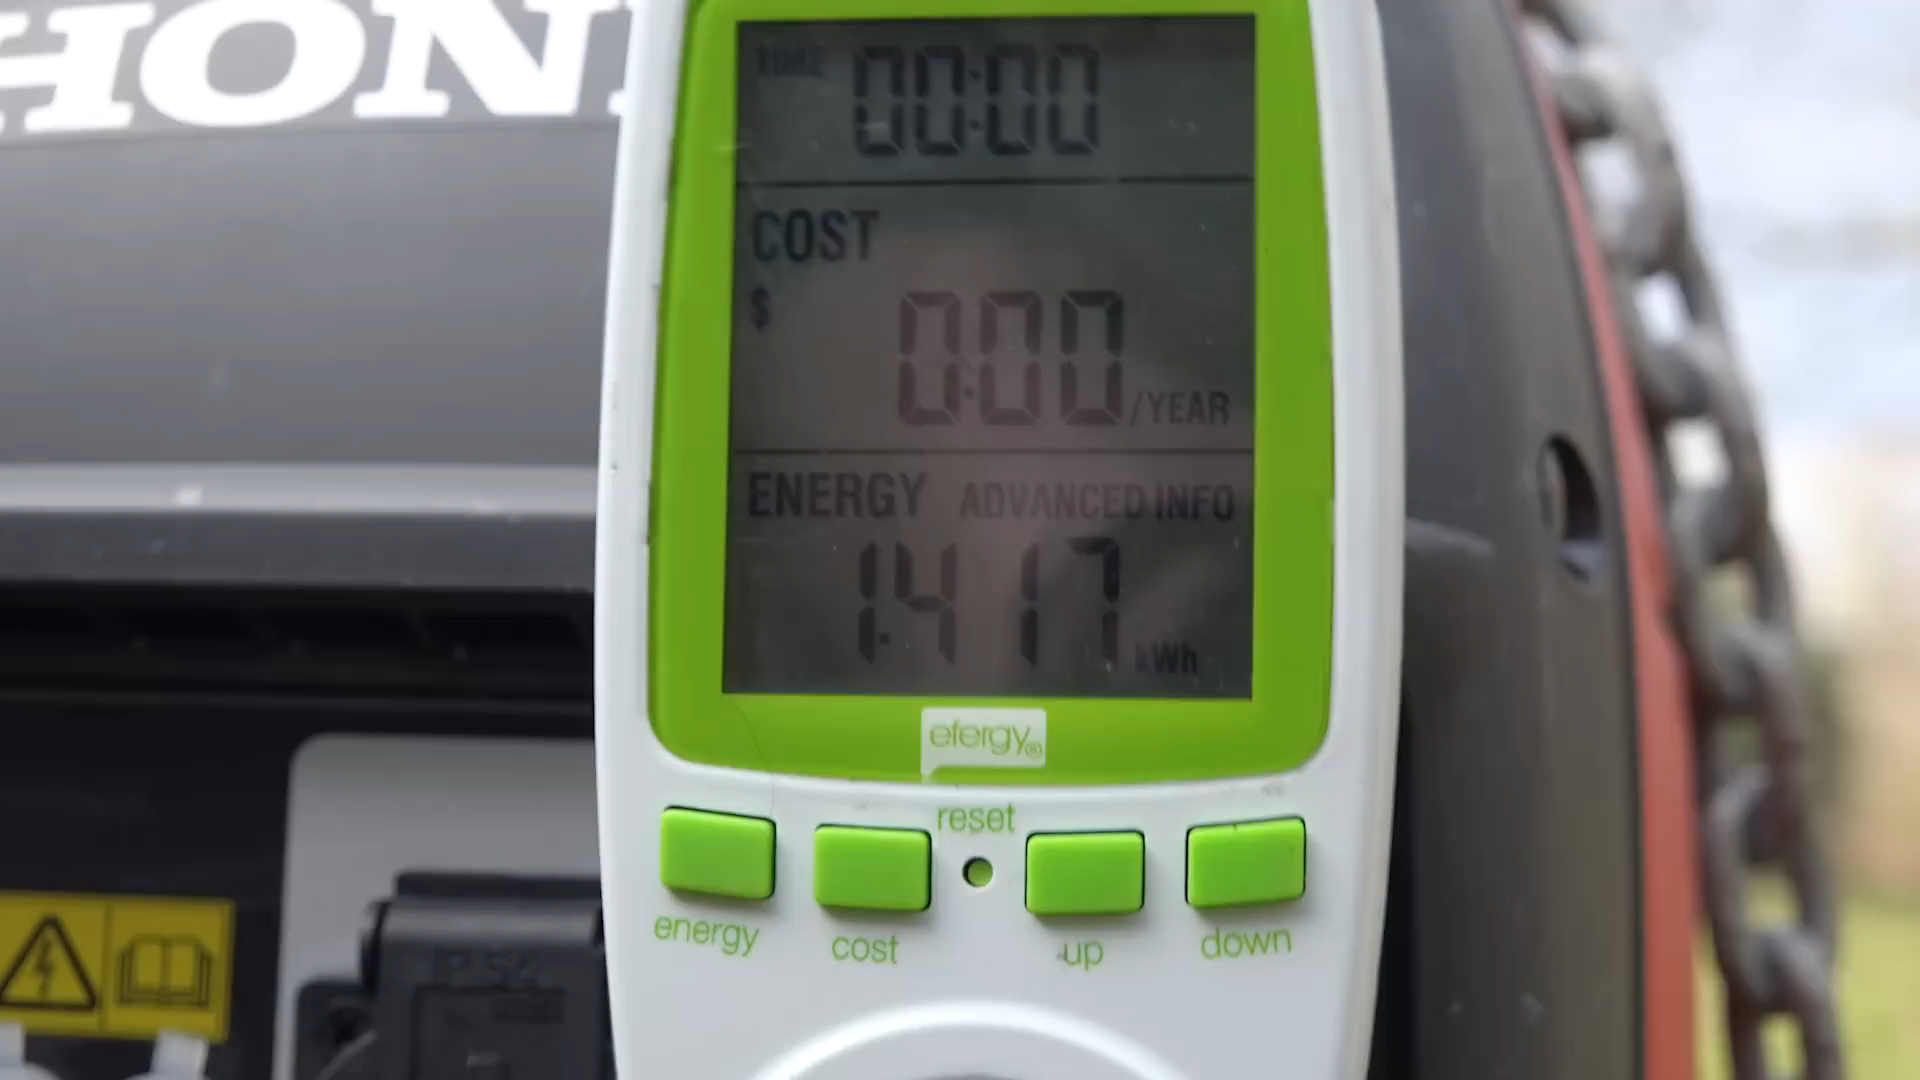 HON
TIME 00:00
COST
$ 0.00 /YEAR
ENERGY ADVANCED INFO
1.417 kWh
efergy®
reset
energy cost up down